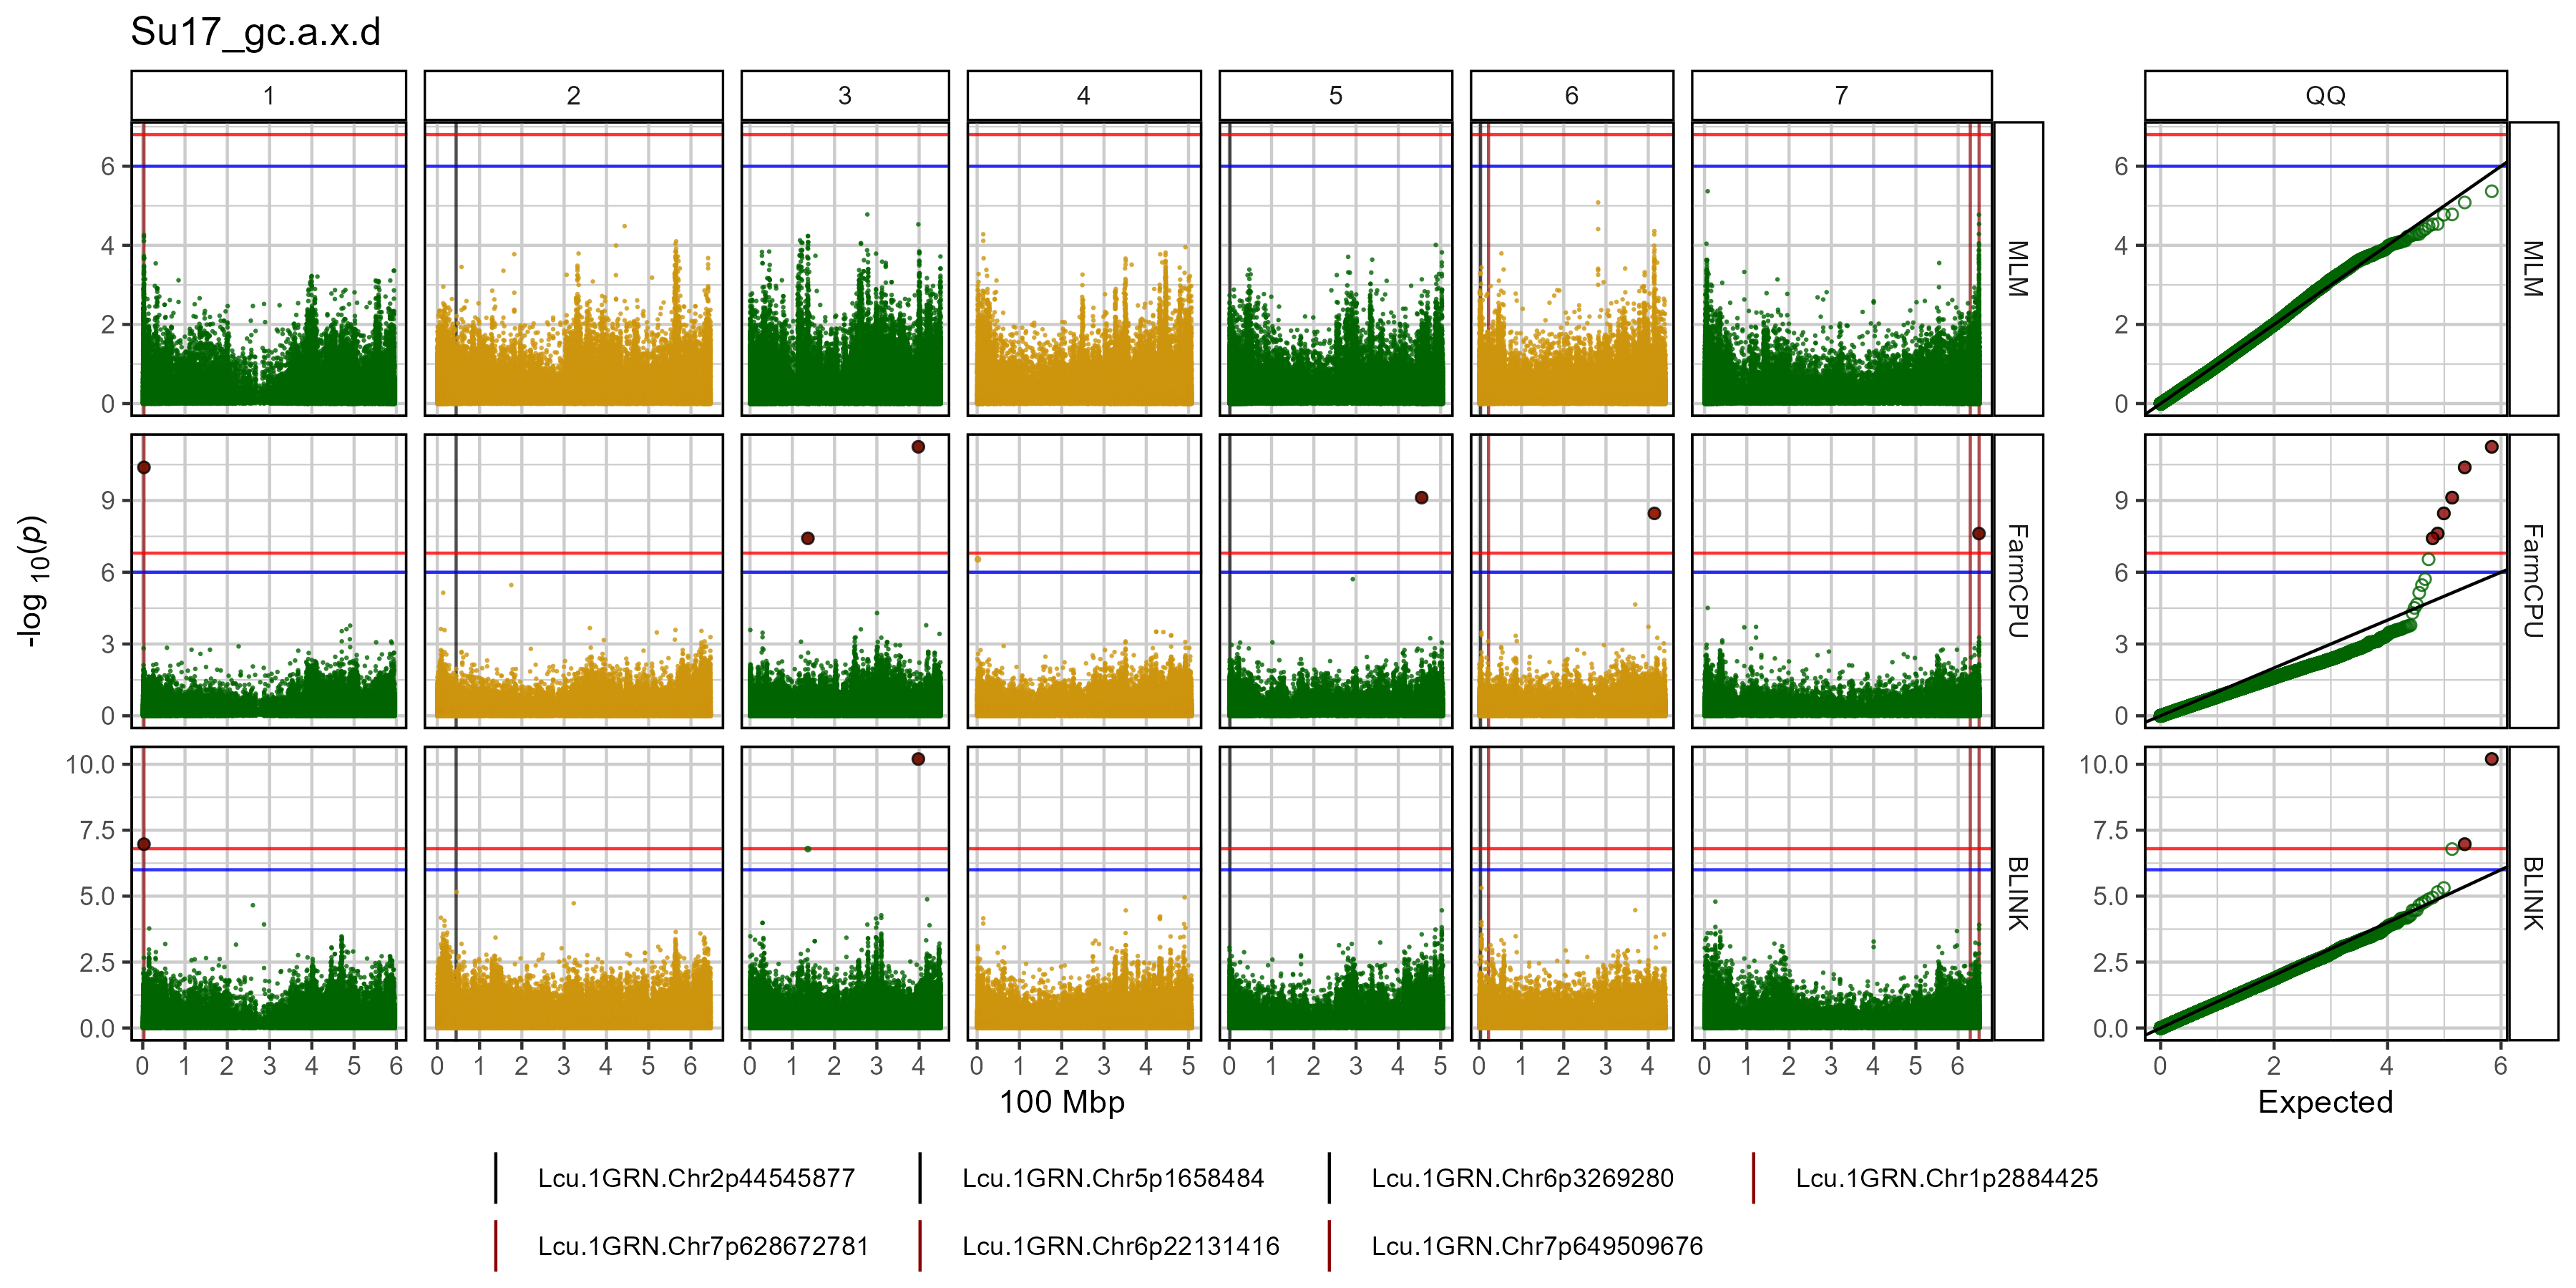 Su17_gc.a.x.d
1 2 3 4 5 6 7 QQ
6 4 2 0
MLM
6 4 2 0
MLM
9 6 3 0
FarmCPU
9 6 3 0
FarmCPU
10.0 7.5 5.0 2.5 0.0
BLINK
10.0 7.5 5.0 2.5 0.0
BLINK
-log 10(p)
0 1 2 3 4 5 6 0 1 2 3 4 5 6 0 1 2 3 4 0 1 2 3 4 5 0 1 2 3 4 5 0 1 2 3 4 0 1 2 3 4 5 6 0 2 4 6
100 Mbp
Expected
Lcu.1GRN.Chr2p44545877 Lcu.1GRN.Chr5p1658484 Lcu.1GRN.Chr6p3269280 Lcu.1GRN.Chr1p2884425
Lcu.1GRN.Chr7p628672781 Lcu.1GRN.Chr6p22131416 Lcu.1GRN.Chr7p649509676